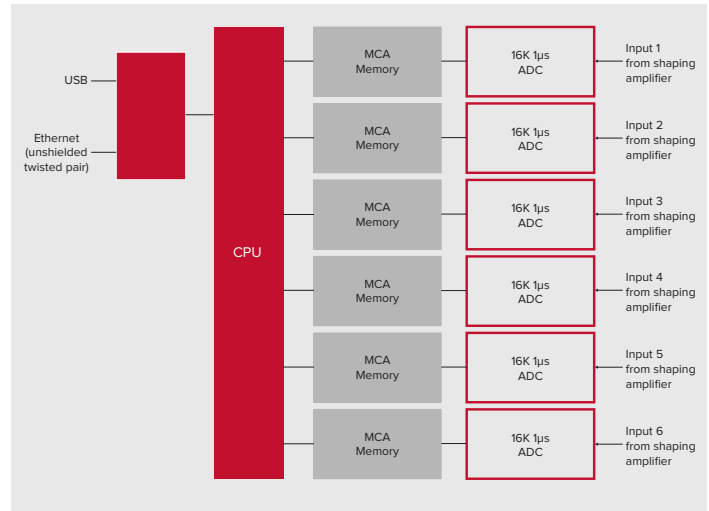 USB
Ethernet
(unshielded
twisted pair)
CPU
MCA
Memory
16K 1µs
ADC
Input 1
from shaping
amplifier
MCA
Memory
16K 1µs
ADC
Input 2
from shaping
amplifier
MCA
Memory
16K 1µs
ADC
Input 3
from shaping
amplifier
MCA
Memory
16K 1µs
ADC
Input 4
from shaping
amplifier
MCA
Memory
16K 1µs
ADC
Input 5
from shaping
amplifier
MCA
Memory
16K 1µs
ADC
Input 6
from shaping
amplifier